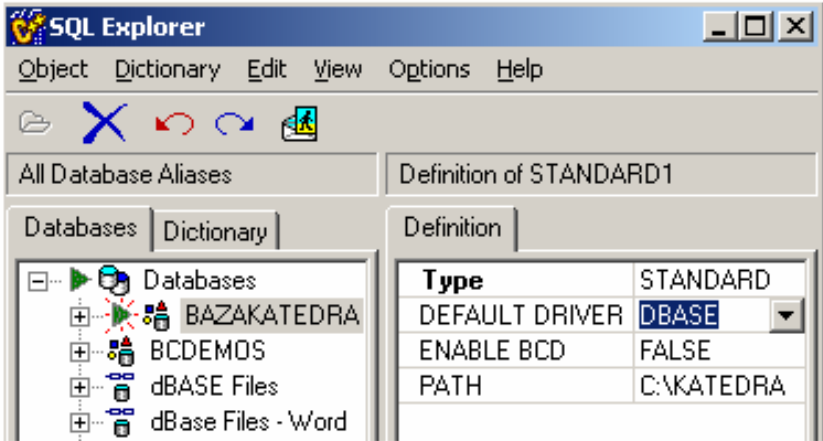 SQL Explorer
Object Dictionary Edit View Options Help
All Database Aliases
Definition of STANDARD1
Databases Dictionary
Definition
Databases
BAZAKATEDRA
BCDEMOS
dBASE Files
dBase Files - Word
Type STANDARD
DEFAULT DRIVER DBASE
ENABLE BCD FALSE
PATH C:\KATEDRA